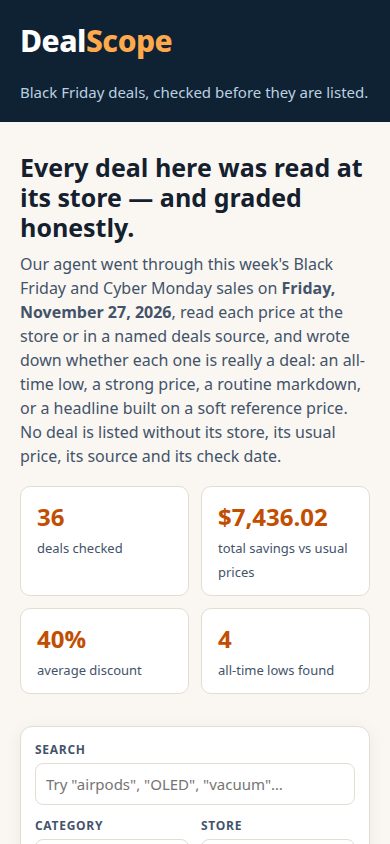 DealScope
Black Friday deals, checked before they are listed.
Every deal here was read at
its store — and graded
honestly.
Our agent went through this week's Black
Friday and Cyber Monday sales on Friday,
November 27, 2026, read each price at the
store or in a named deals source, and wrote
down whether each one is really a deal: an all-
time low, a strong price, a routine markdown,
or a headline built on a soft reference price.
No deal is listed without its store, its usual
price, its source and its check date.
36
deals checked
$7,436.02
total savings vs usual
prices
40%
average discount
4
all-time lows found
SEARCH
Try "airpods", "OLED", "vacuum"...
CATEGORY
STORE